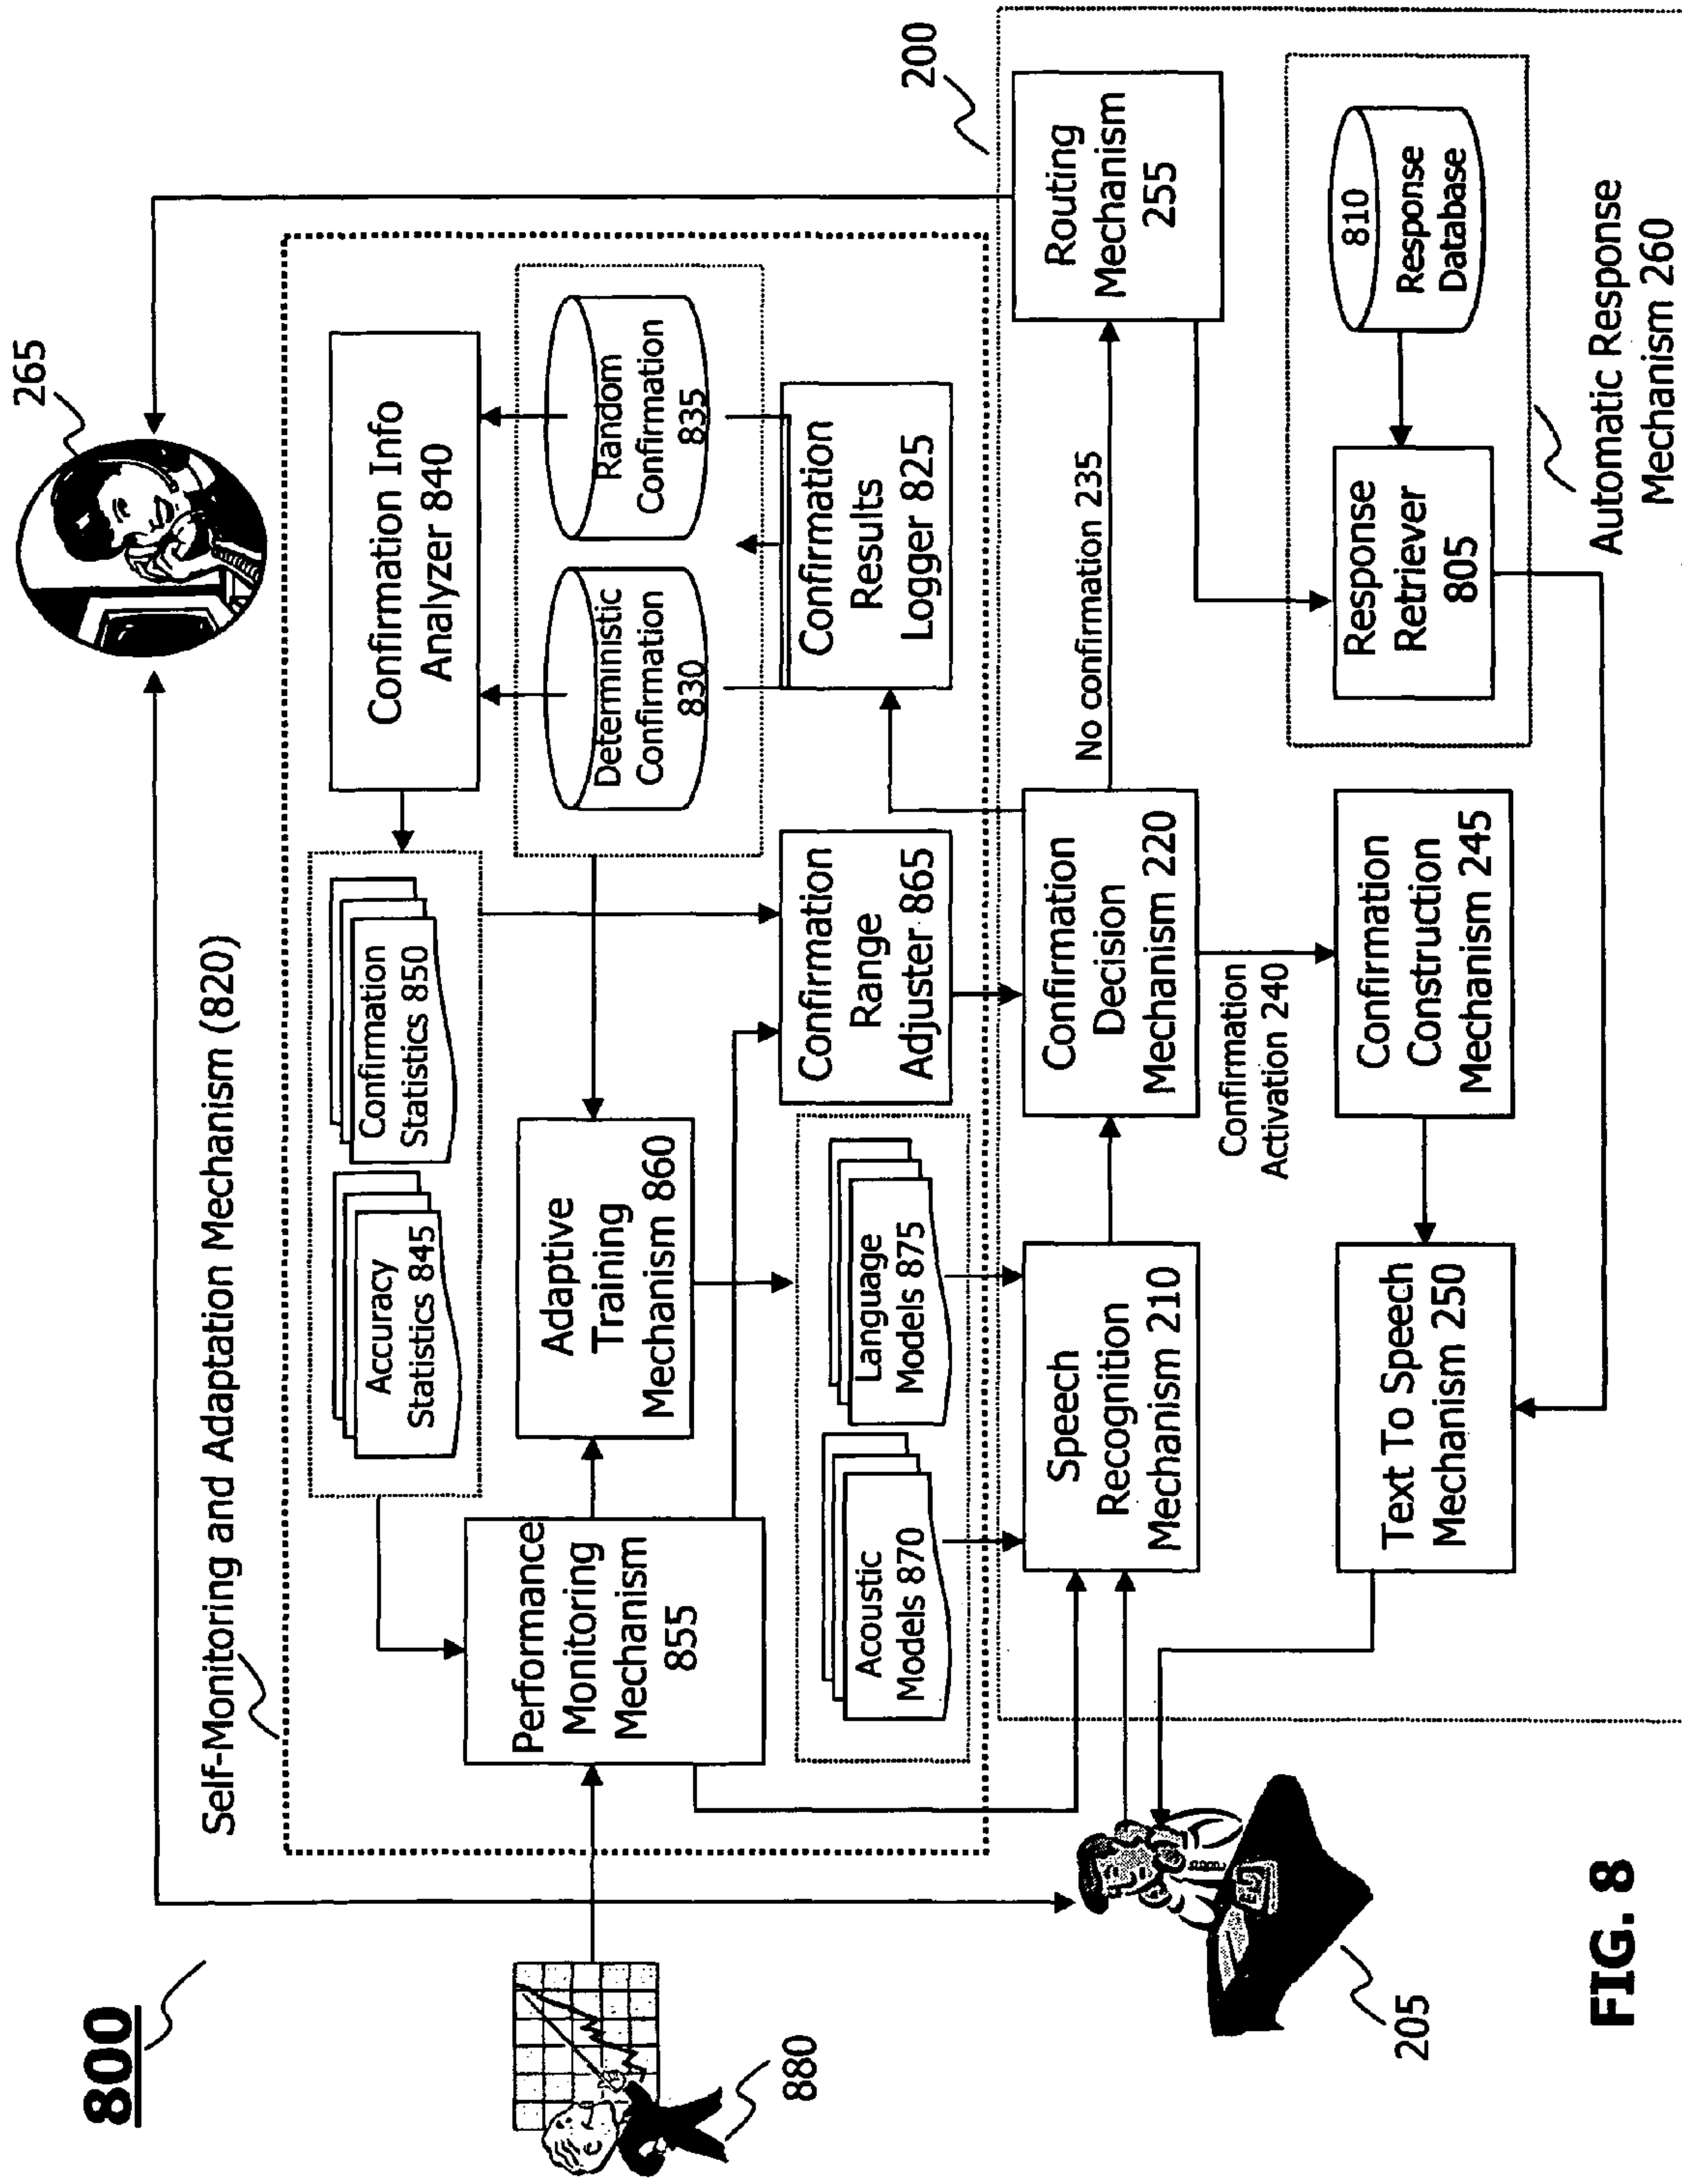 800
Self-Monitoring and Adaptation Mechanism (820)
265
Accuracy
Statistics 845
Confirmation
Statistics 850
Confirmation Info
Analyzer 840
880
Performance
Monitoring
Mechanism
855
Adaptive
Training
Mechanism 860
Deterministic
Confirmation
830
Random
Confirmation
835
Acoustic
Models 870
Language
Models 875
Confirmation
Range
Adjuster 865
Confirmation
Results
Logger 825
200
205
Speech
Recognition
Mechanism 210
Confirmation
Decision
Mechanism 220
No confirmation 235
Routing
Mechanism
255
Confirmation
Activation 240
Text To Speech
Mechanism 250
Confirmation
Construction
Mechanism 245
Response
Retriever
805
810
Response
Database
Automatic Response
Mechanism 260
FIG. 8